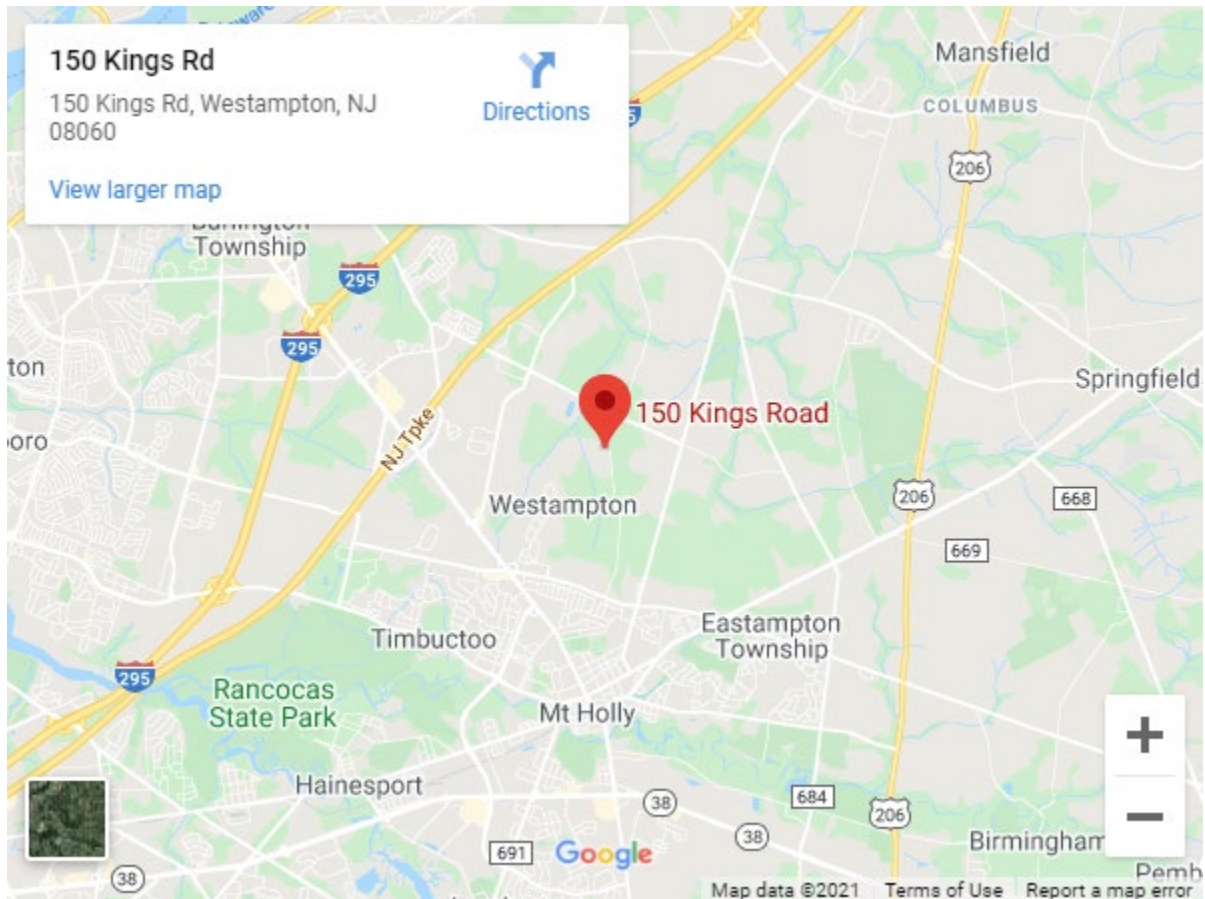 Delaware
150 Kings Rd
150 Kings Rd, Westampton, NJ
08060
Directions
View larger map
Mansfield
COLUMBUS
206
Burlington
Township
295
295
ton
oro
NJ Tpke
150 Kings Road
Springfield
Westampton
206
668
669
Timbuctoo
Eastampton
Township
295
Rancocas
State Park
Mt Holly
Hainesport
38
684
206
38
691
Google
Birmingham
Pemb
38
Map data ©2021 Terms of Use Report a map error
+
−